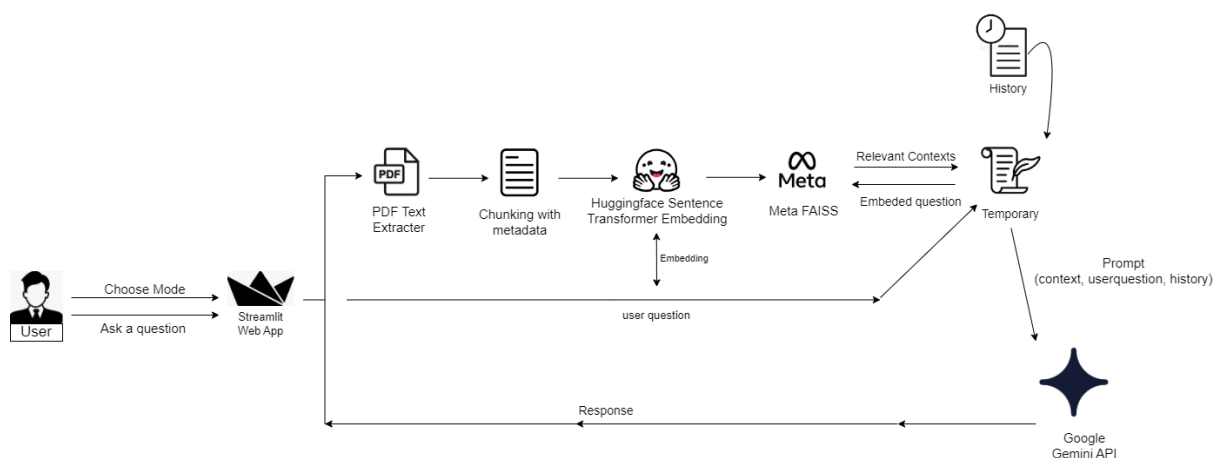 History
PDF
PDF Text
Extracter
Chunking with
metadata
Huggingface Sentence
Transformer Embedding
Meta
Meta FAISS
Relevant Contexts
Embeded question
Temporary
Embedding
Choose Mode
Ask a question
User
Streamlit
Web App
user question
Prompt
(context, userquestion, history)
Response
Google
Gemini API